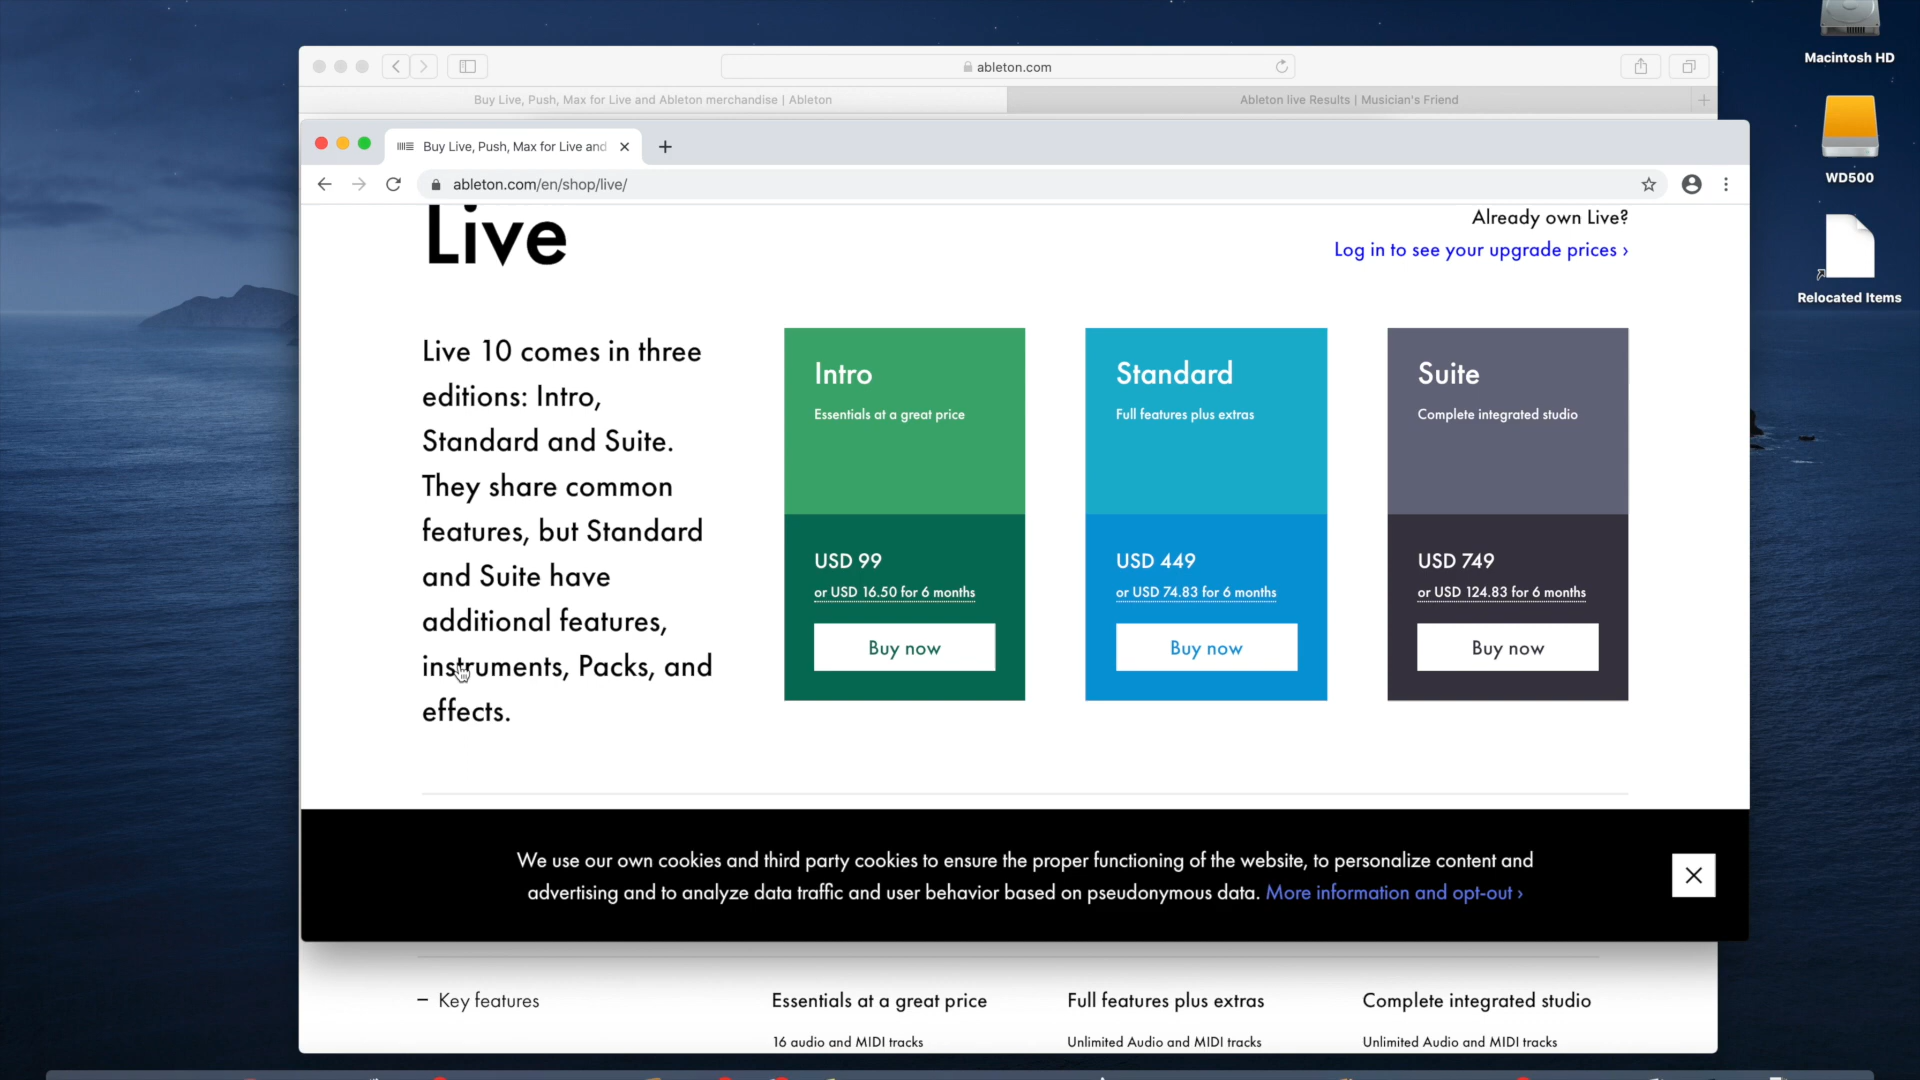 Macintosh HD
WD500
Relocated Items
ableton.com
Buy Live, Push, Max for Live and Ableton merchandise | Ableton
Ableton live Results | Musician's Friend
Buy Live, Push, Max for Live and
ableton.com/en/shop/live/
Live
Already own Live?
Log in to see your upgrade prices ›
Live 10 comes in three
editions: Intro,
Standard and Suite.
They share common
features, but Standard
and Suite have
additional features,
instruments, Packs, and
effects.
Intro
Essentials at a great price
USD 99
or USD 16.50 for 6 months
Buy now
Standard
Full features plus extras
USD 449
or USD 74.83 for 6 months
Buy now
Suite
Complete integrated studio
USD 749
or USD 124.83 for 6 months
Buy now
We use our own cookies and third party cookies to ensure the proper functioning of the website, to personalize content and
advertising and to analyze data traffic and user behavior based on pseudonymous data. More information and opt-out ›
– Key features
Essentials at a great price
Full features plus extras
Complete integrated studio
16 audio and MIDI tracks
Unlimited Audio and MIDI tracks
Unlimited Audio and MIDI tracks